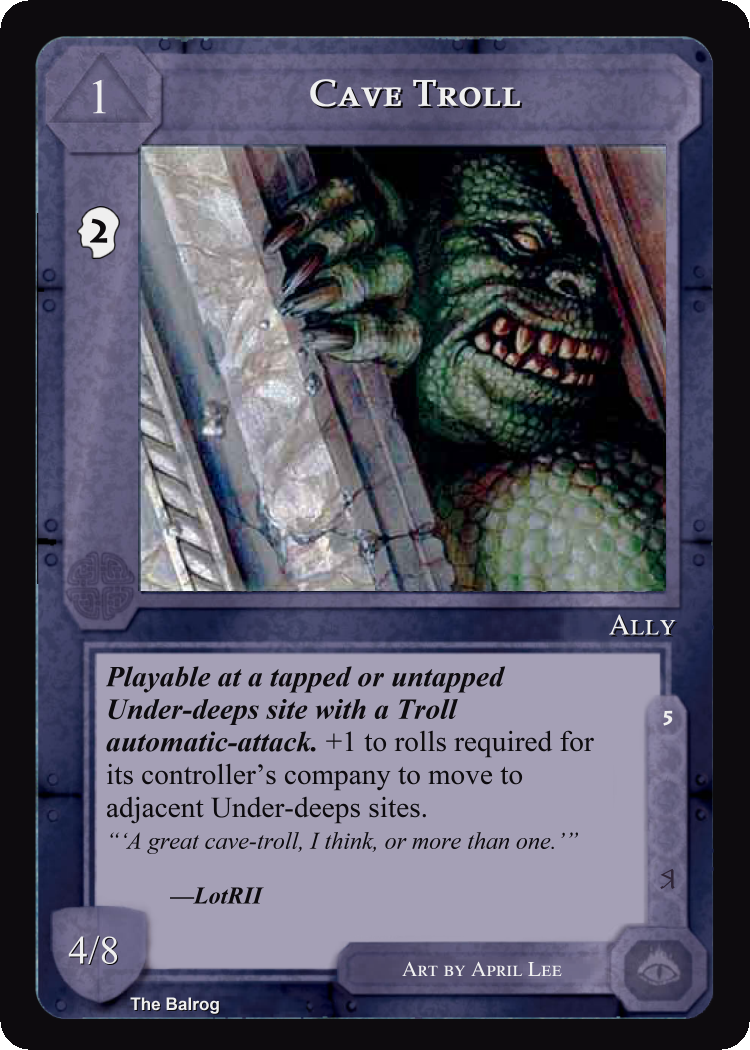 1
CAVE TROLL
2
ALLY
Playable at a tapped or untapped
Under-deeps site with a Troll
automatic-attack. +1 to rolls required for
its controller’s company to move to
adjacent Under-deeps sites.
“‘A great cave-troll, I think, or more than one.’”
—LotRII
5
4/8
ART BY APRIL LEE
The Balrog